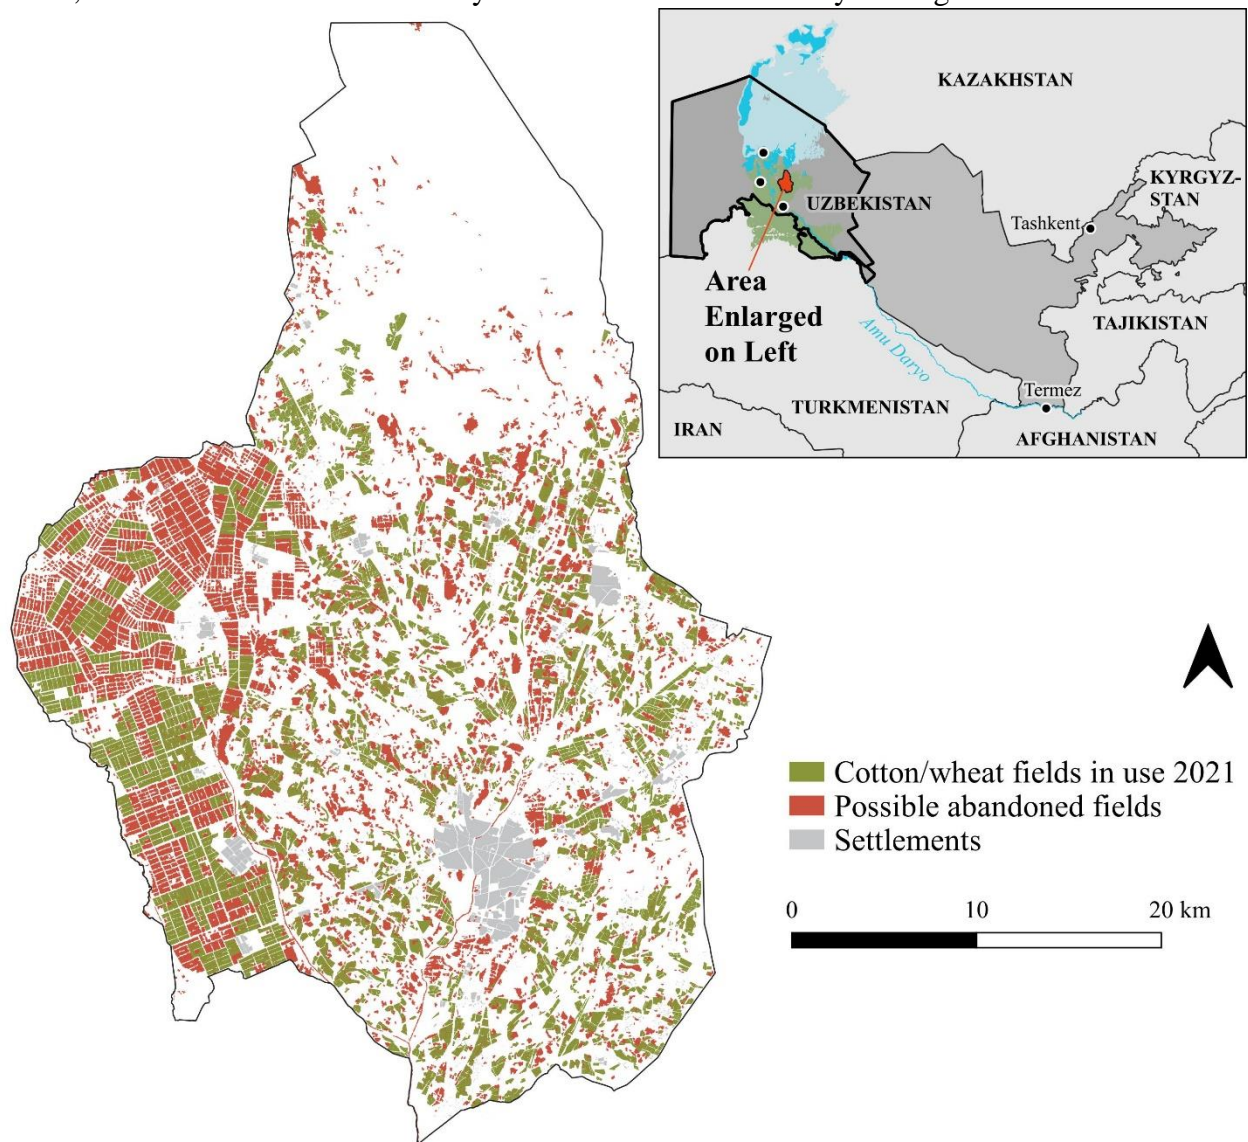 KAZAKHSTAN
KYRGYZ-
STAN
UZBEKISTAN
Tashkent
Area
Enlarged
on Left
TAJIKISTAN
Amu Daryo
Termez
TURKMENISTAN
IRAN
AFGHANISTAN
Cotton/wheat fields in use 2021
Possible abandoned fields
Settlements
0 10 20 km